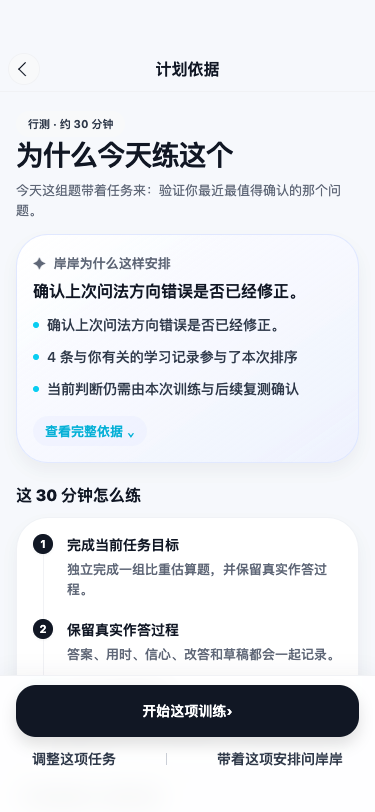 计划依据
行测 · 约 30 分钟
为什么今天练这个
今天这组题带着任务来：验证你最近最值得确认的那个问
题。
岸岸为什么这样安排
确认上次问法方向错误是否已经修正。
确认上次问法方向错误是否已经修正。
4 条与你有关的学习记录参与了本次排序
当前判断仍需由本次训练与后续复测确认
查看完整依据
这 30 分钟怎么练
1 完成当前任务目标
独立完成一组比重估算题，并保留真实作答过
程。
2 保留真实作答过程
答案、用时、信心、改答和草稿都会一起记录。
开始这项训练›
调整这项任务 带着这项安排问岸岸